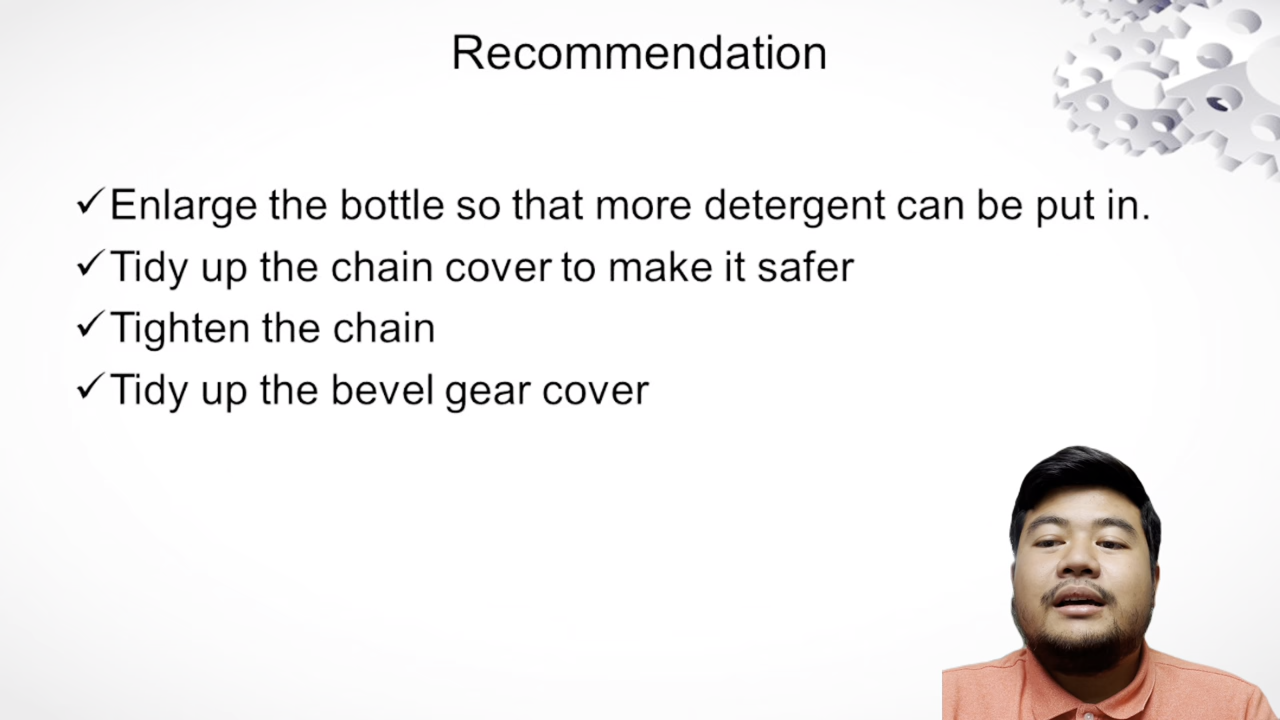 Recommendation
✓Enlarge the bottle so that more detergent can be put in.
✓Tidy up the chain cover to make it safer
✓Tighten the chain
✓Tidy up the bevel gear cover